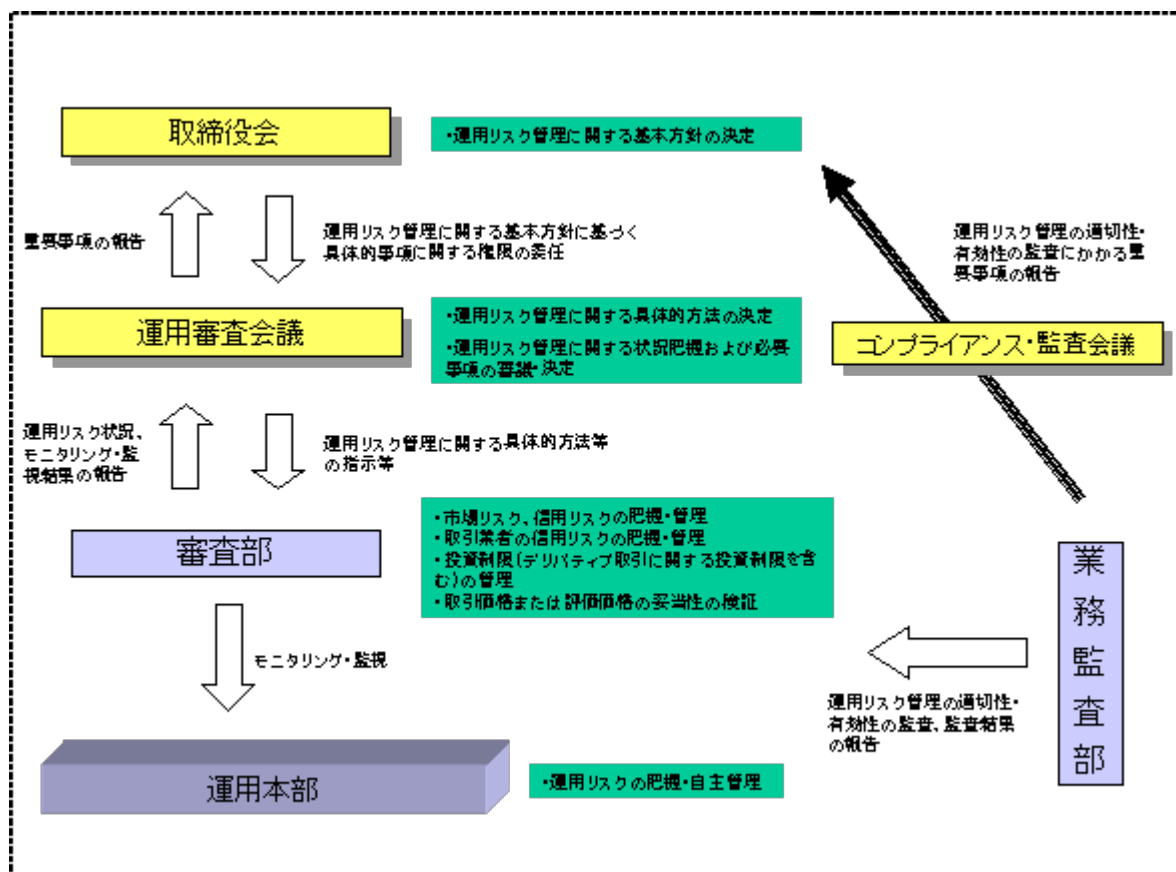 取締役会
・運用リスク管理に関する基本方針の決定
重要事項の報告
運用リスク管理に関する基本方針に基づく
具体的事項に関する権限の委任
運用リスク管理の適切性・
有効性の監査にかかる重
要事項の報告
運用審査会議
・運用リスク管理に関する具体的方法の決定
・運用リスク管理に関する状況把握および必要
事項の審議・決定
コンプライアンス・監査会議
運用リスク状況、
モニタリング・監
視結果の報告
運用リスク管理に関する具体的方法等
の指示等
審査部
・市場リスク、信用リスクの把握・管理
・取引業者の信用リスクの把握・管理
・投資制限(デリバティブ取引に関する投資制限を含
む)の管理
・取引価格または評価価格の妥当性の検証
業務監査部
モニタリング・監視
運用リスク管理の適切性・
有効性の監査、監査結果
の報告
運用本部
・運用リスクの把握・自主管理